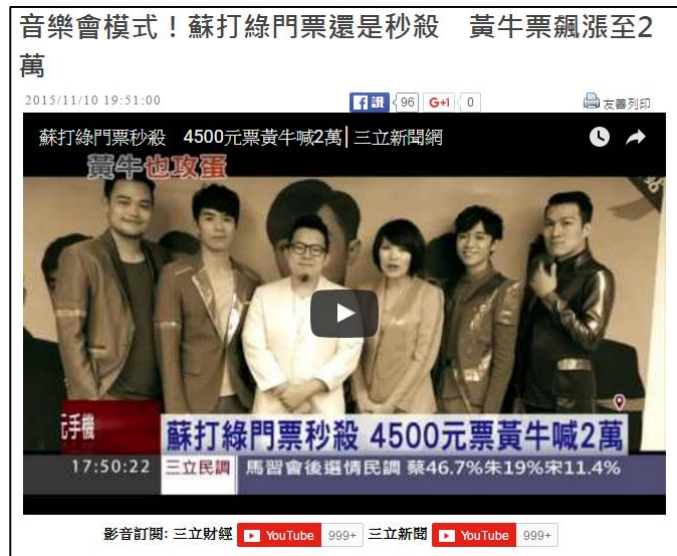 音樂會模式！蘇打綠門票還是秒殺　黃牛票飆漲至2
萬
2015/11/10 19:51:00
讚 96 G+1 0
友善列印
蘇打綠門票秒殺　4500元票黃牛喊2萬│三立新聞網
黃牛也攻蛋
元手機
蘇打綠門票秒殺 4500元票黃牛喊2萬
17:50:22 三立民調 馬習會後選情民調 蔡46.7%朱19%宋11.4%
影音訂閱: 三立財經 YouTube 999+ 三立新聞 YouTube 999+